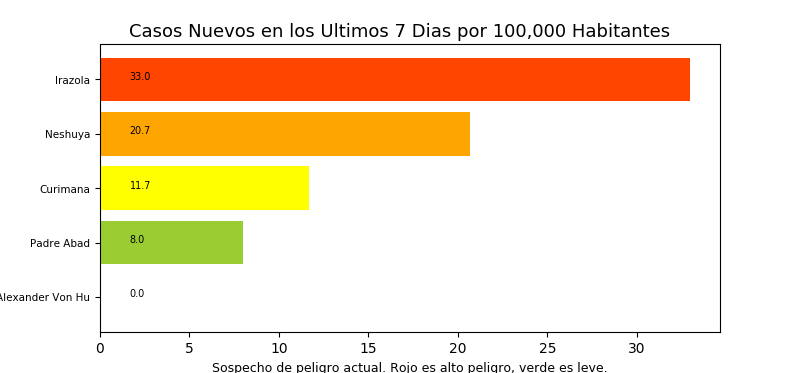 Casos Nuevos en los Ultimos 7 Dias por 100,000 Habitantes
Irazola 33.0
Neshuya 20.7
Curimana 11.7
Padre Abad 8.0
Alexander Von Hu 0.0
0 5 10 15 20 25 30
Sospecho de peligro actual. Rojo es alto peligro, verde es leve.